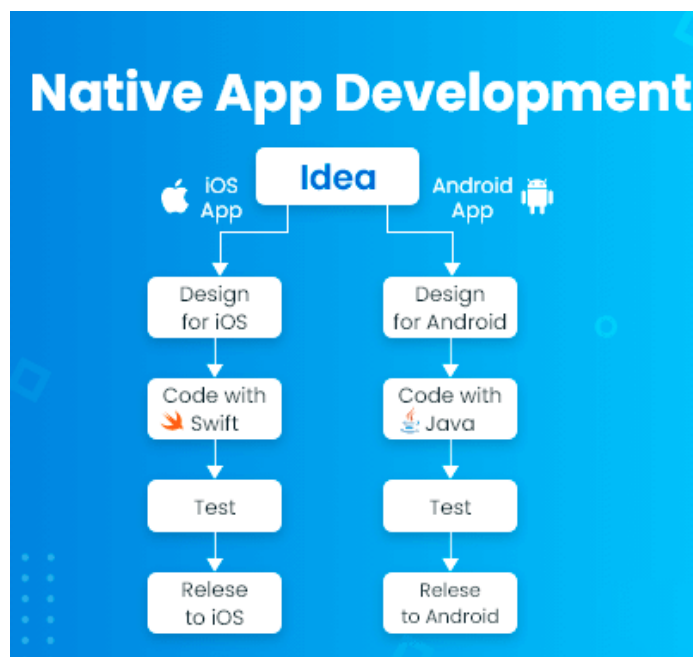 Native App Development
iOS
App
Idea
Android
App
Design
for iOS
Design
for Android
Code with
Swift
Code with
Java
Test
Test
Relese
to iOS
Relese
to Android